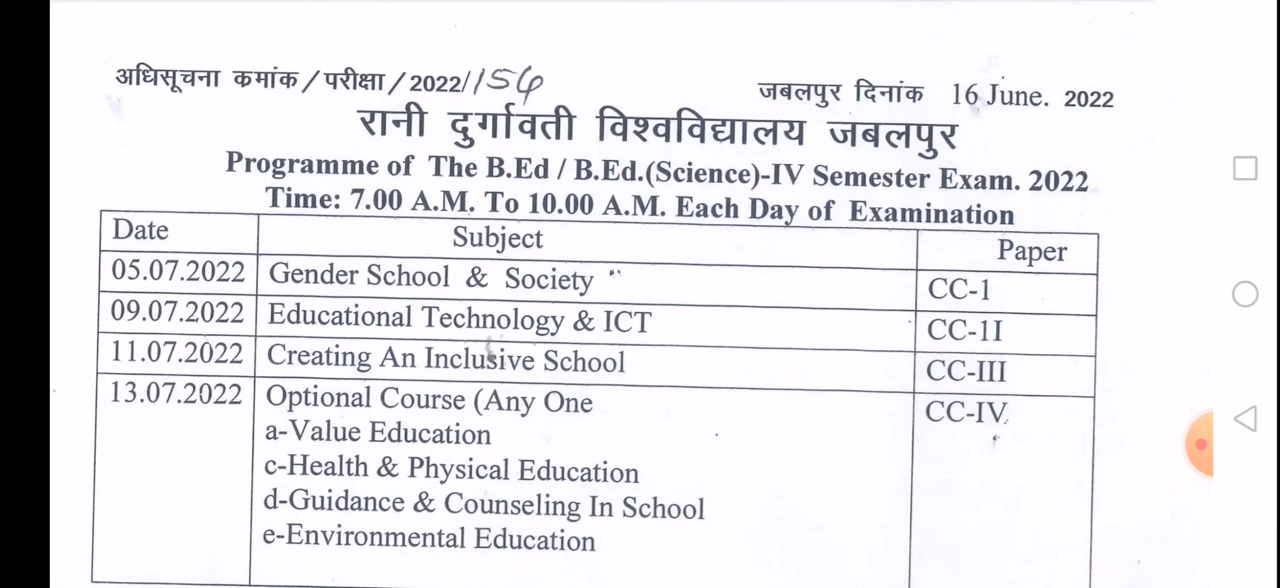 अधिसूचना कमांक / परीक्षा / 2022/154
जबलपुर दिनांक 16 June. 2022
रानी दुर्गावती विश्वविद्यालय जबलपुर
Programme of The B.Ed / B.Ed.(Science)-IV Semester Exam. 2022
Time: 7.00 A.M. To 10.00 A.M. Each Day of Examination
Date Subject Paper
05.07.2022 Gender School & Society CC-1
09.07.2022 Educational Technology & ICT CC-1I
11.07.2022 Creating An Inclusive School CC-III
13.07.2022 Optional Course (Any One CC-IV
a-Value Education
c-Health & Physical Education
d-Guidance & Counseling In School
e-Environmental Education